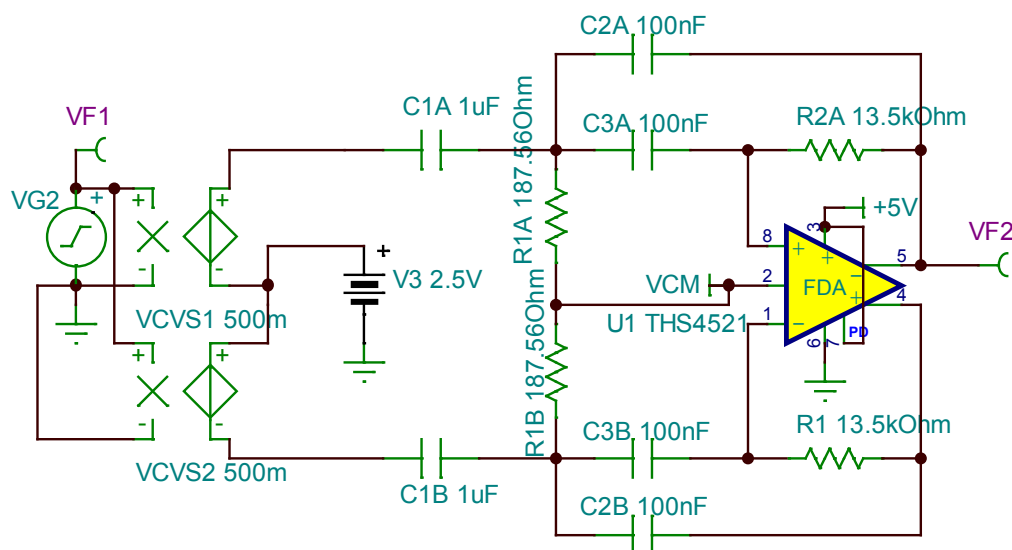 C2A 100nF
C1A 1uF
VF1
C3A 100nF
R2A 13.5kOhm
VG2
+
+
-
+
-
R1A 187.56Ohm
+
V3 2.5V
+5V
VF2
8
3
+
+
-
5
VCM
2
FDA
+
4
VCVS1 500m
U1 THS4521
1
-
PD
6
7
+
-
+
-
R1B 187.56Ohm
C3B 100nF
R1 13.5kOhm
VCVS2 500m
C1B 1uF
C2B 100nF